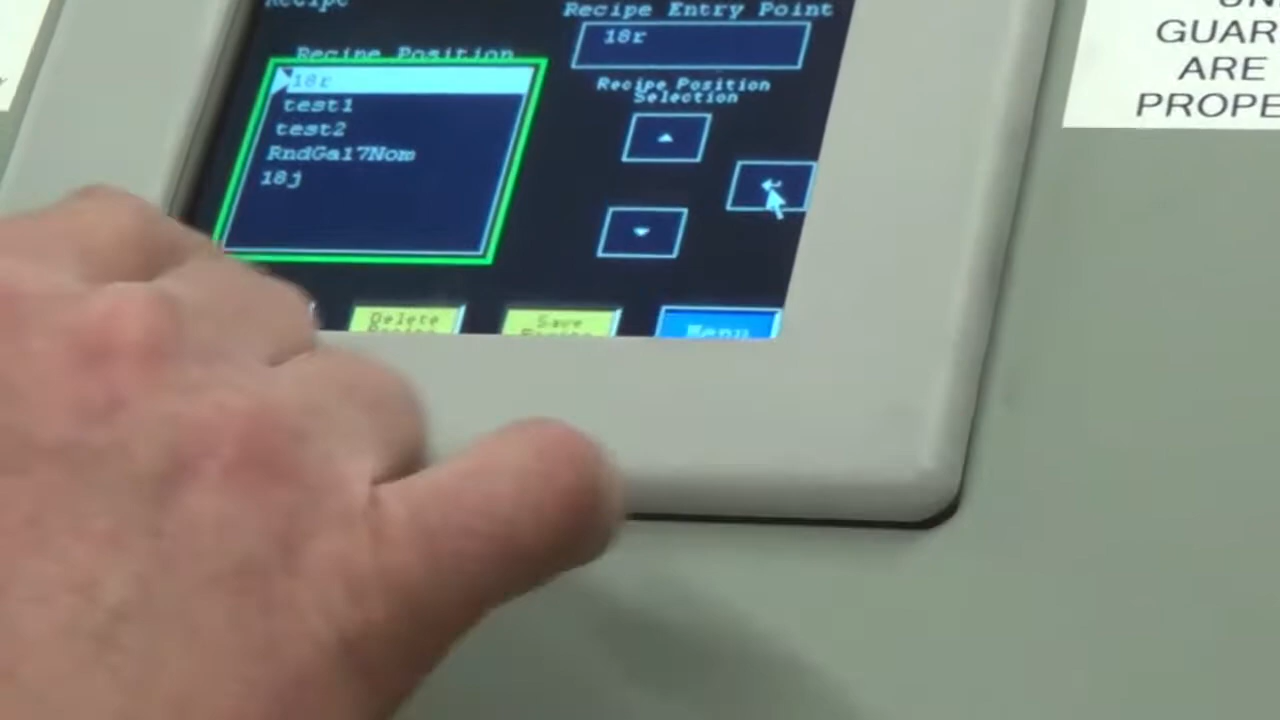 Recipe
Recipe Entry Point
18r
Recipe Position
18r
test1
test2
RndGal7Nom
18j
Recipe Position
Selection
Delete
Save
Menu
GUAR
ARE
PROPE